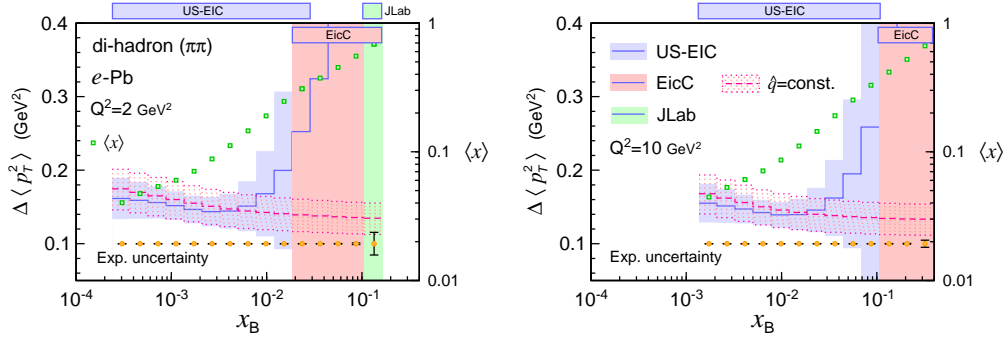 US-EIC
JLab
EicC
di-hadron (ππ)
e-Pb
Q²=2 GeV²
⟨x⟩
Exp. uncertainty
0.4
0.3
0.2
0.1
Δ⟨p_T²⟩ (GeV²)
1
0.1
0.01
⟨x⟩
10⁻⁴
10⁻³
10⁻²
10⁻¹
x_B
US-EIC
EicC
US-EIC
EicC
JLab
q̂=const.
Q²=10 GeV²
Exp. uncertainty
0.4
0.3
0.2
0.1
Δ⟨p_T²⟩ (GeV²)
1
0.1
0.01
⟨x⟩
10⁻⁴
10⁻³
10⁻²
10⁻¹
x_B